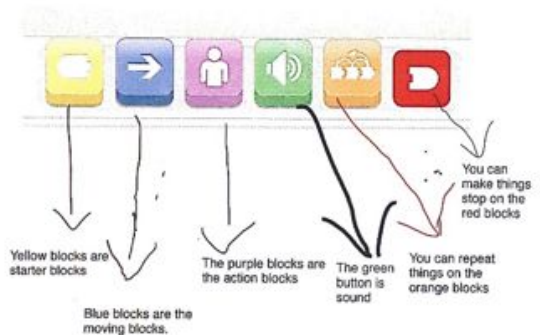 Yellow blocks are
starter blocks
Blue blocks are the
moving blocks.
The purple blocks are
the action blocks
The green
button is
sound
You can repeat
things on the
orange blocks
You can
make things
stop on the
red blocks